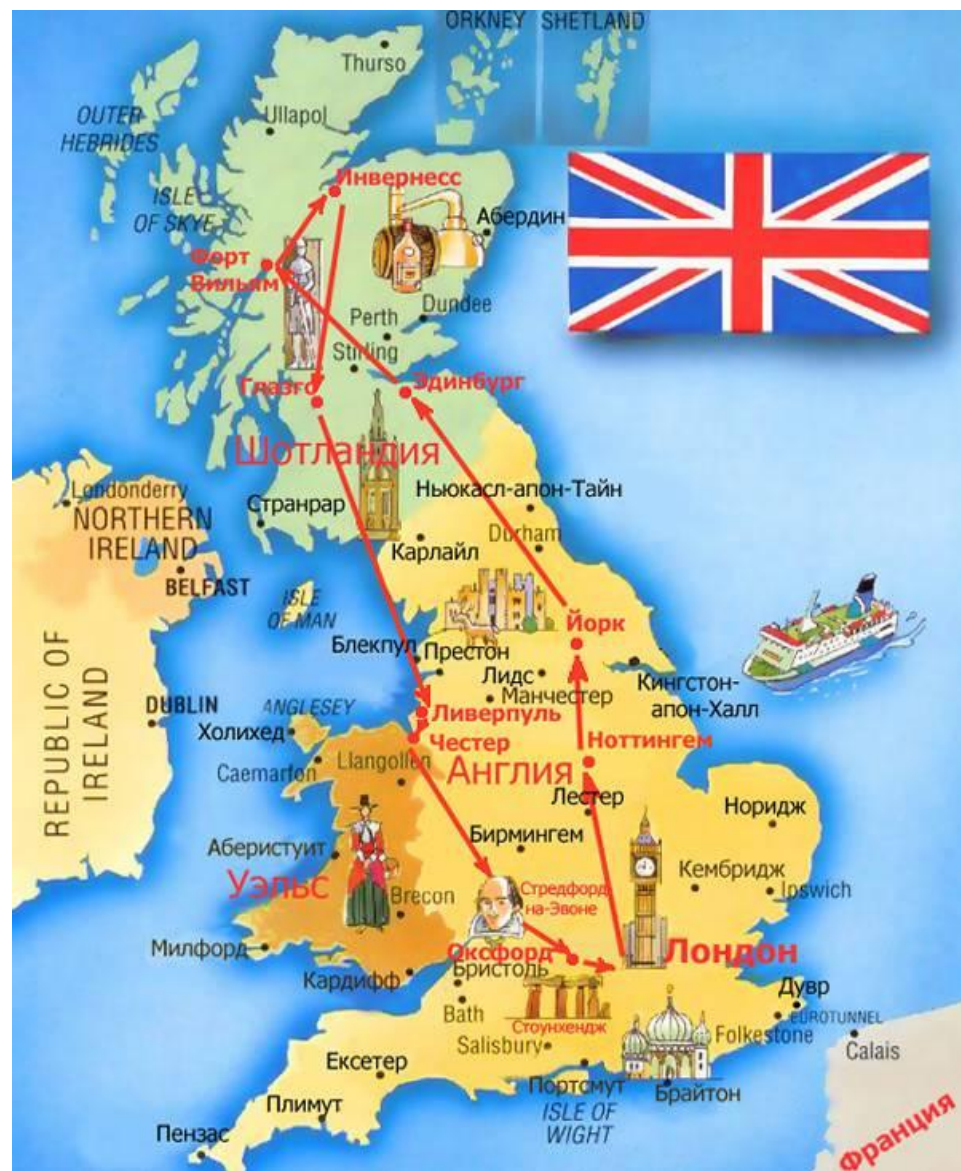 ORKNEY
SHETLAND
Thurso
OUTER
HEBRIDES
Ullapol
ISLE
OF SKYE
Инвернесс
Абердин
Форт
Вильям
Dundee
Perth
Stirling
Глазго
Эдинбург
Шотландия
Londonderry
NORTHERN
IRELAND
BELFAST
Странрар
Ньюкасл-апон-Тайн
Durham
Карлайл
ISLE
OF MAN
Йорк
Блекпул
Престон
Лидс
Манчестер
Кингстон-
апон-Халл
REPUBLIC OF
IRELAND
DUBLIN
ANGLESEY
Холихед
Ливерпуль
Честер
Ноттингем
Caernarfon
Llangollen
Англия
Лестер
Норидж
Бирмингем
Аберистуит
Уэльс
Brecon
Стредфорд
на-Эвоне
Кембридж
Ipswich
Милфорд
Кардифф
Оксфорд
Лондон
Бристоль
Bath
Стоунхендж
Salisbury
Дувр
EUROTUNNEL
Folkestone
Calais
Ексетер
Портсмут
Брайтон
ISLE OF
WIGHT
Плимут
Пензас
Франция